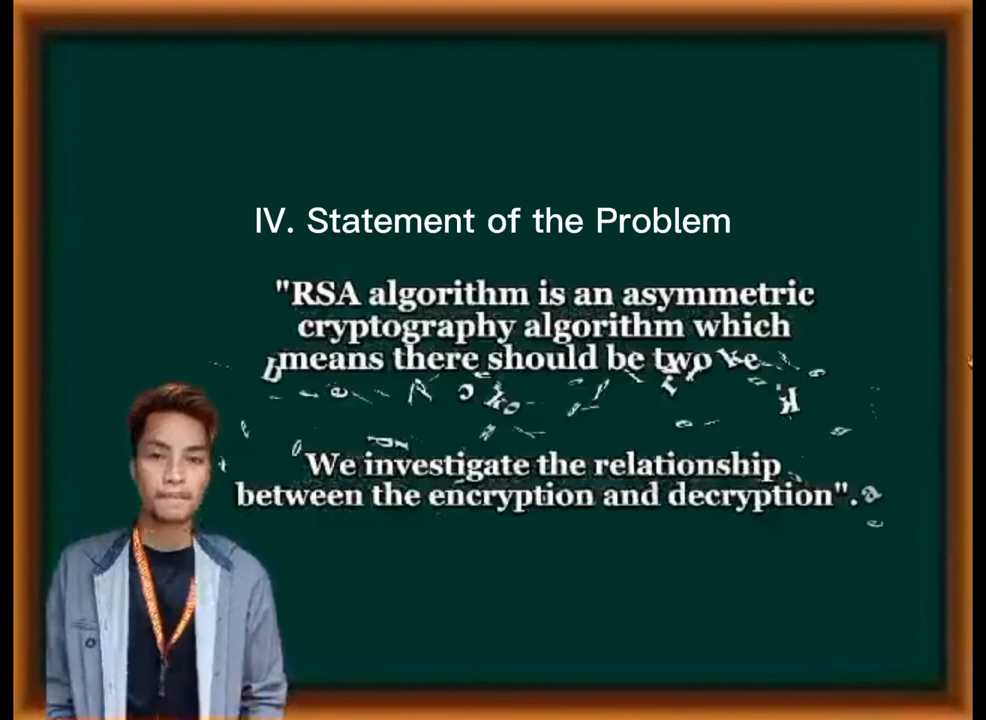 IV. Statement of the Problem
"RSA algorithm is an asymmetric
cryptography algorithm which
means there should be two
We investigate the relationship
between the encryption and decryption".